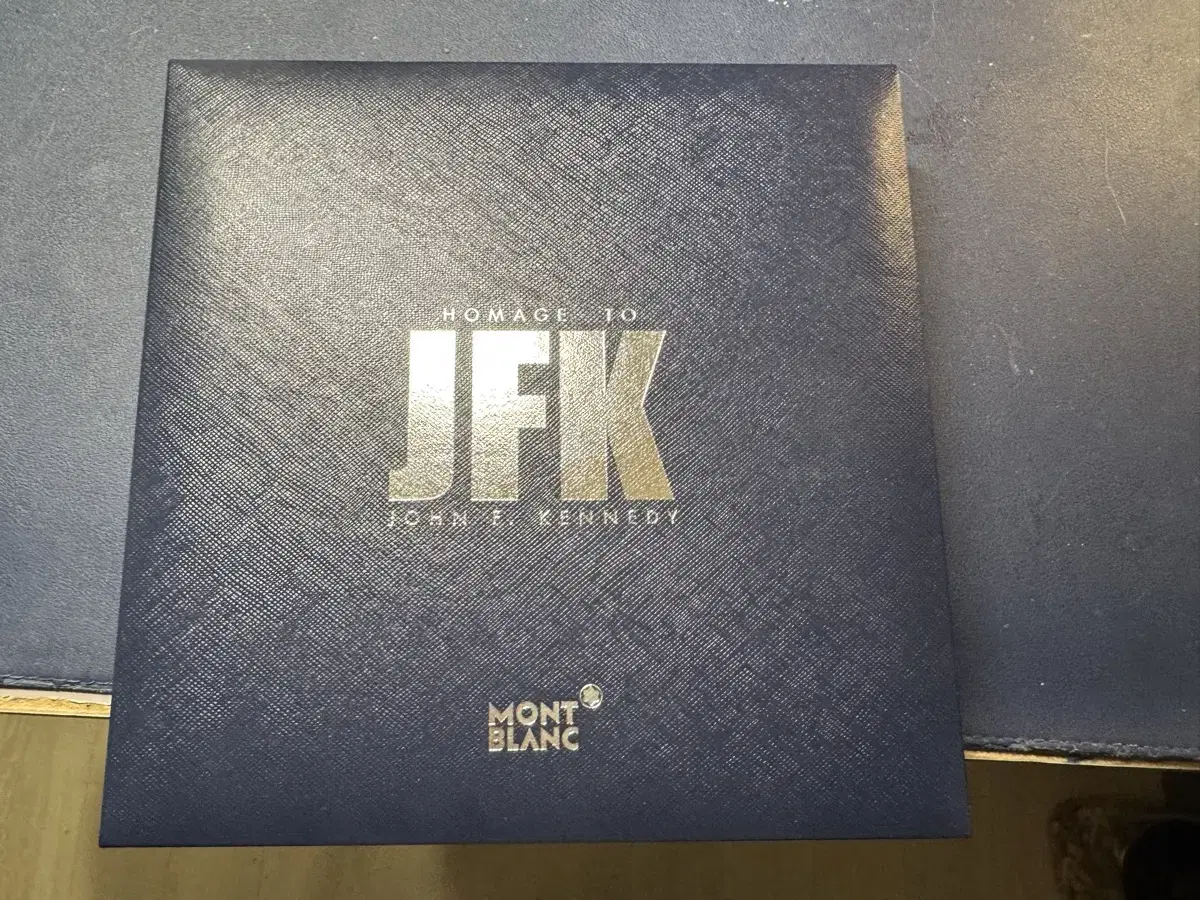 HOMAGE TO
JFK
JOHN F. KENNEDY
MONT
BLANC